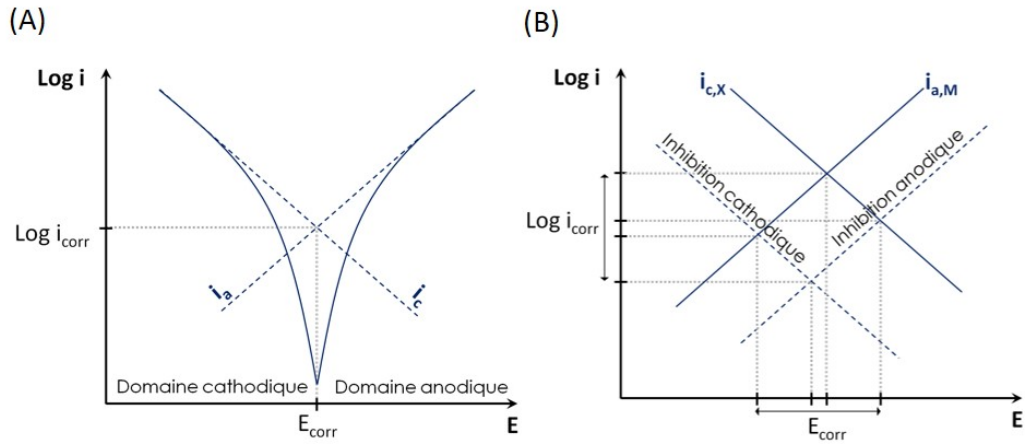 (A)
Log i
Log icorr
ia
ic
Domaine cathodique
Domaine anodique
Ecorr
E
(B)
Log i
ic,X
ia,M
Inhibition cathodique
Inhibition anodique
Log icorr
Ecorr
E